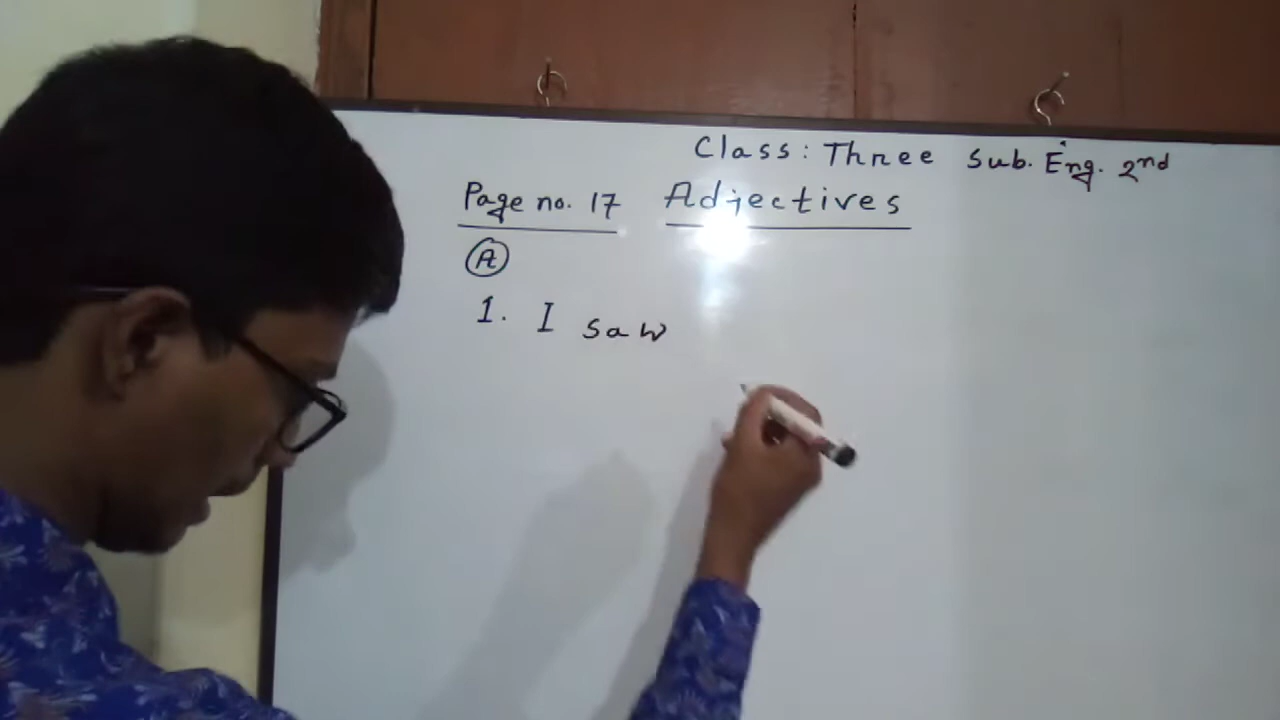 Class: Three Sub. Eng. 2nd
Page no. 17 Adjectives
A
1. I saw